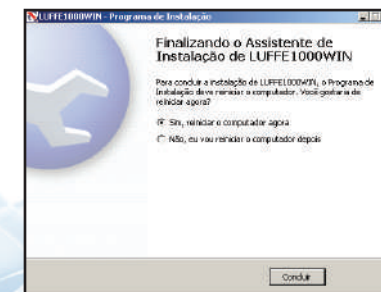 LUFFE1000WIN - Programa de Instalação
Finalizando o Assistente de
Instalação de LUFFE1000WIN
Para concluir a instalação de LUFFE1000WIN, o Programa de
Instalação deve reiniciar o computador. Você gostaria de
reiniciar agora?
Sim, reiniciar o computador agora
Não, eu vou reiniciar o computador depois
Concluir